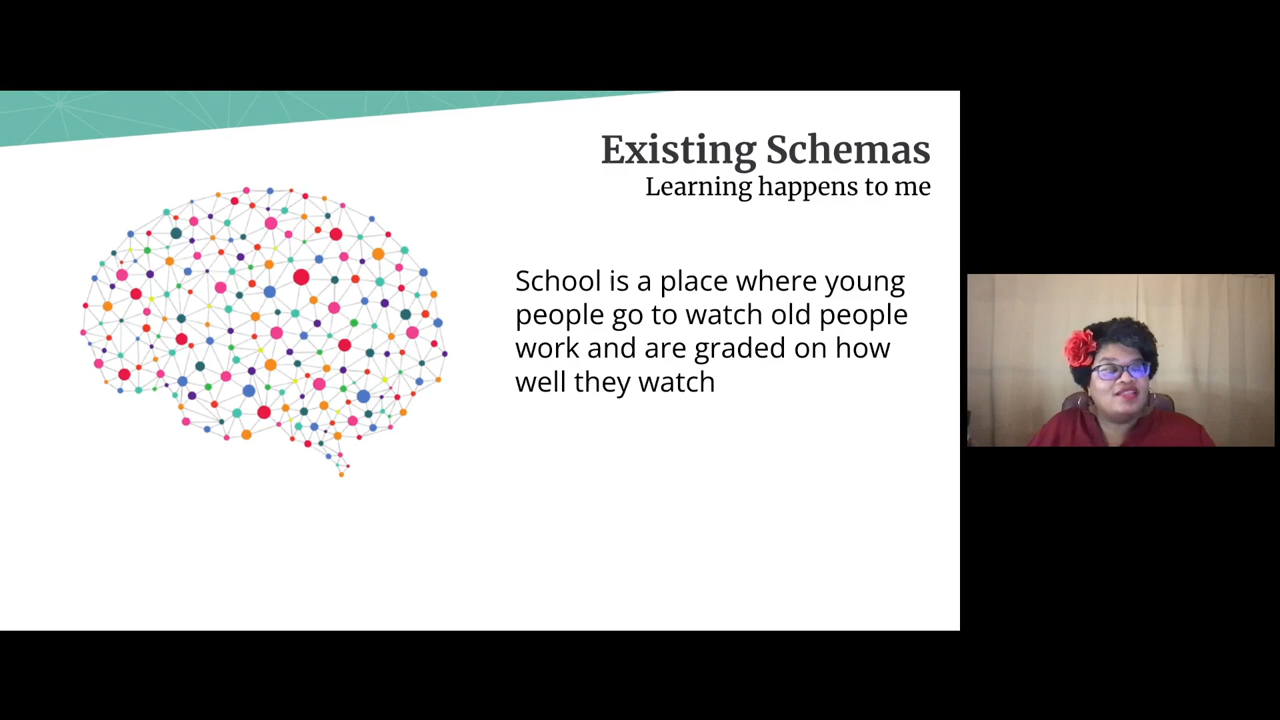 Existing Schemas
Learning happens to me
School is a place where young
people go to watch old people
work and are graded on how
well they watch